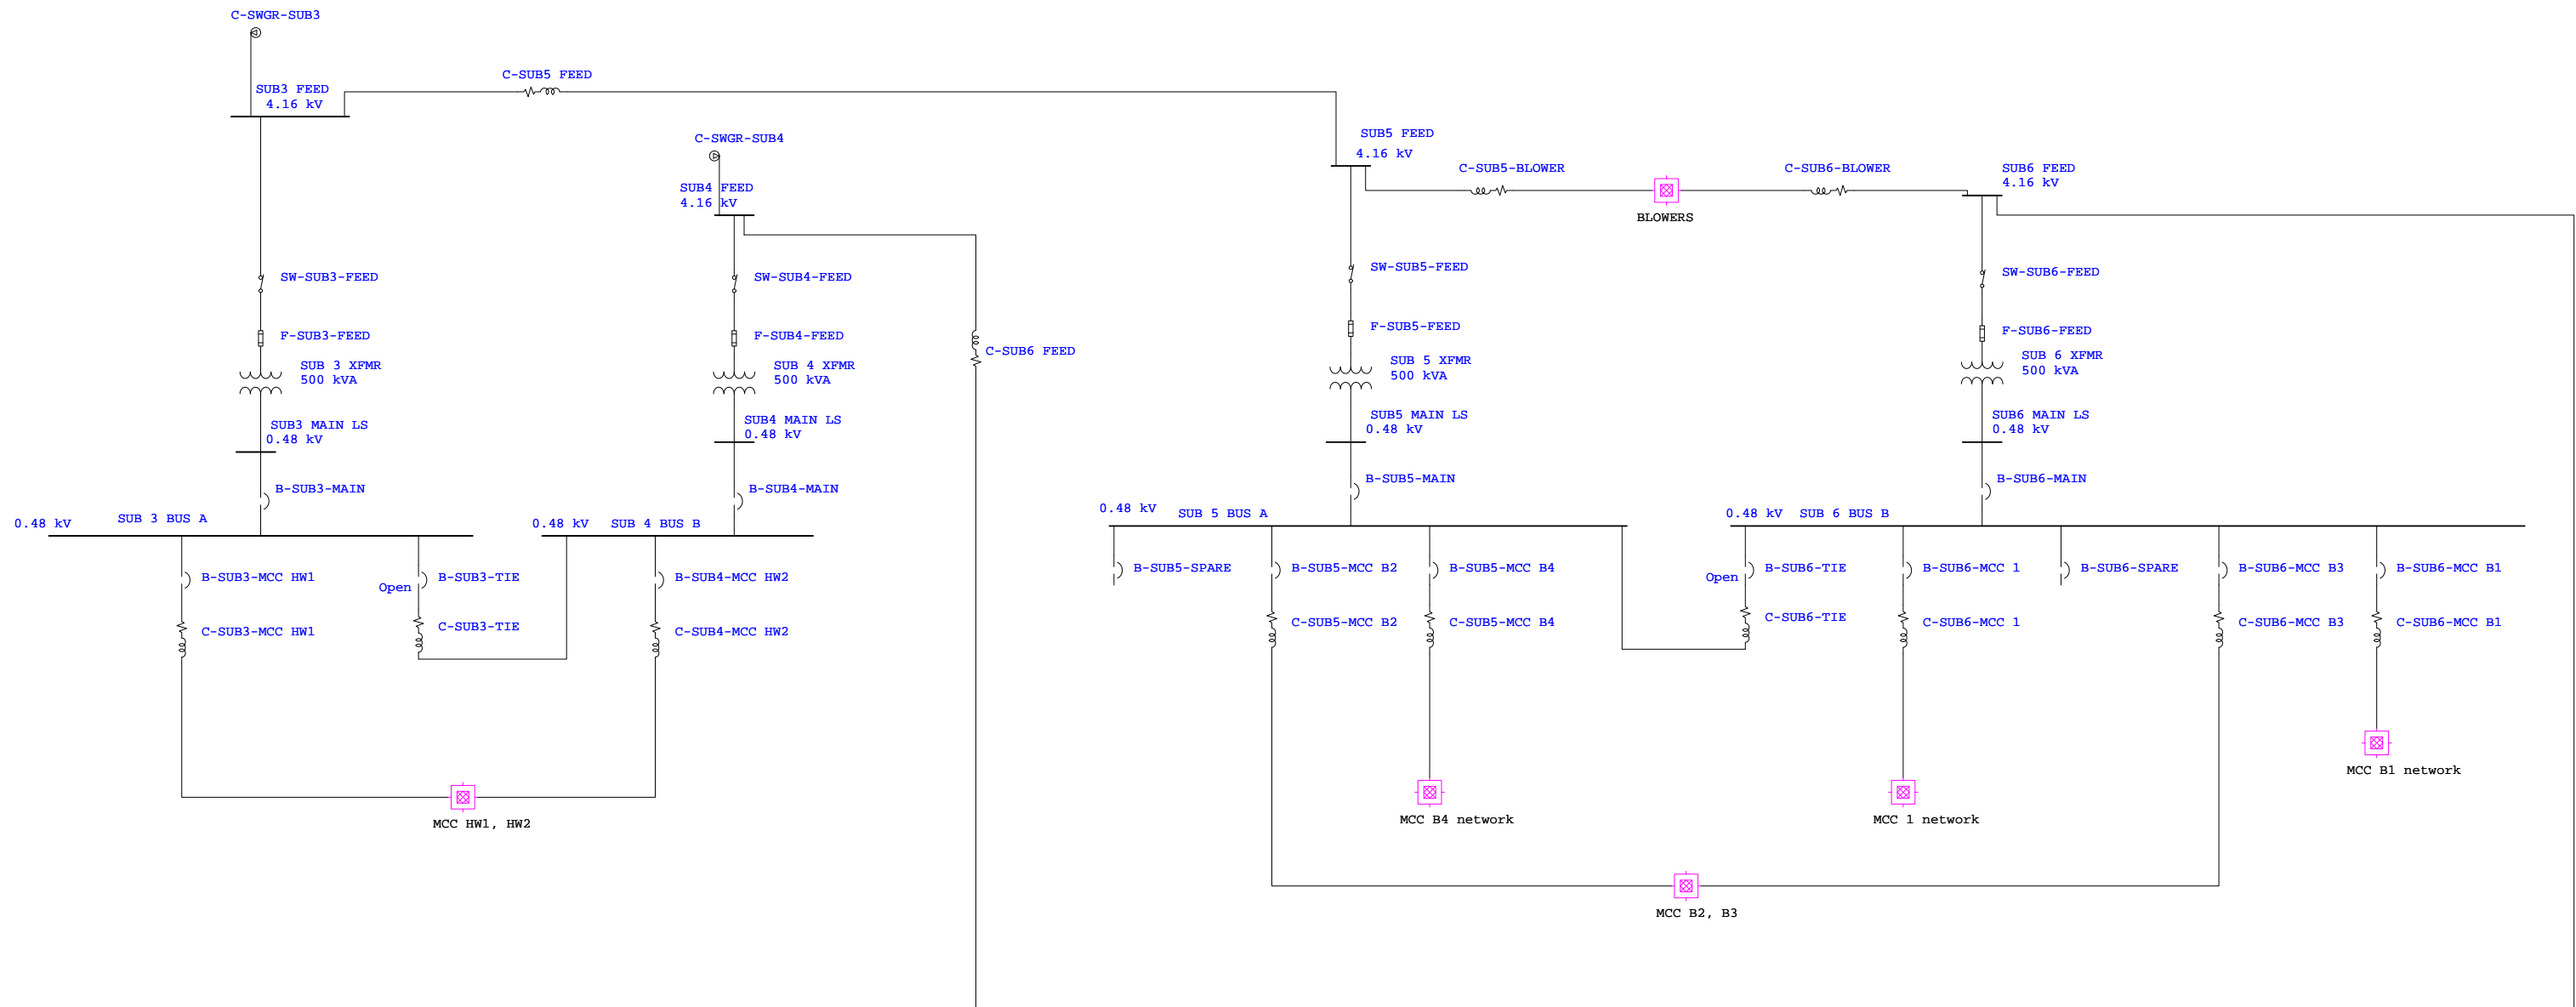 C-SWGR-SUB3
C-SUB5 FEED
SUB3 FEED
4.16 kV
C-SWGR-SUB4
SUB4 FEED
4.16 kV
SUB5 FEED
4.16 kV
C-SUB5-BLOWER
C-SUB6-BLOWER
SUB6 FEED
4.16 kV
BLOWERS
SW-SUB3-FEED
SW-SUB4-FEED
SW-SUB5-FEED
SW-SUB6-FEED
F-SUB3-FEED
F-SUB4-FEED
F-SUB5-FEED
F-SUB6-FEED
C-SUB6 FEED
SUB 3 XFMR
500 kVA
SUB 4 XFMR
500 kVA
SUB 5 XFMR
500 kVA
SUB 6 XFMR
500 kVA
SUB3 MAIN LS
0.48 kV
SUB4 MAIN LS
0.48 kV
SUB5 MAIN LS
0.48 kV
SUB6 MAIN LS
0.48 kV
B-SUB3-MAIN
B-SUB4-MAIN
B-SUB5-MAIN
B-SUB6-MAIN
0.48 kV SUB 3 BUS A
0.48 kV SUB 4 BUS B
0.48 kV SUB 5 BUS A
0.48 kV SUB 6 BUS B
B-SUB3-MCC HW1
Open
B-SUB3-TIE
B-SUB4-MCC HW2
B-SUB5-SPARE
B-SUB5-MCC B2
B-SUB5-MCC B4
Open
B-SUB6-TIE
B-SUB6-MCC 1
B-SUB6-SPARE
B-SUB6-MCC B3
B-SUB6-MCC B1
C-SUB3-MCC HW1
C-SUB3-TIE
C-SUB4-MCC HW2
C-SUB5-MCC B2
C-SUB5-MCC B4
C-SUB6-TIE
C-SUB6-MCC 1
C-SUB6-MCC B3
C-SUB6-MCC B1
MCC B1 network
MCC HW1, HW2
MCC B4 network
MCC 1 network
MCC B2, B3